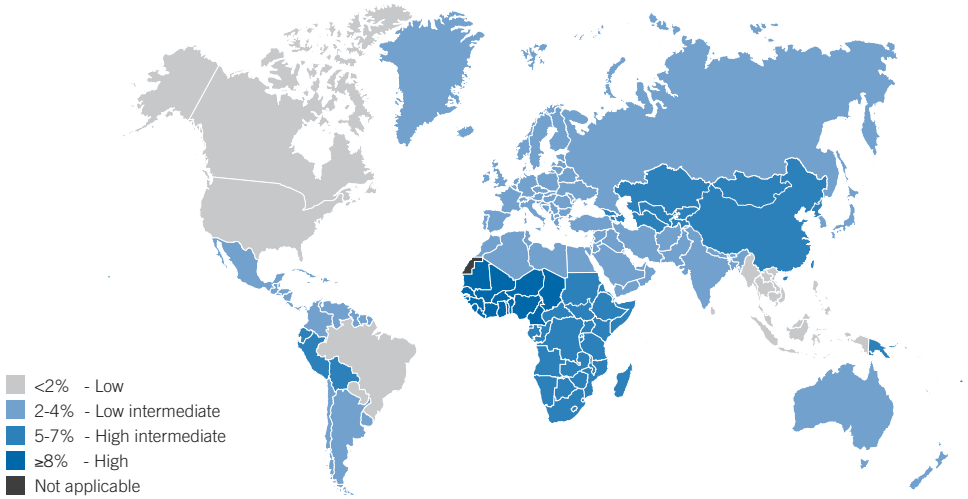 <2% - Low
2-4% - Low intermediate
5-7% - High intermediate
≥8% - High
Not applicable